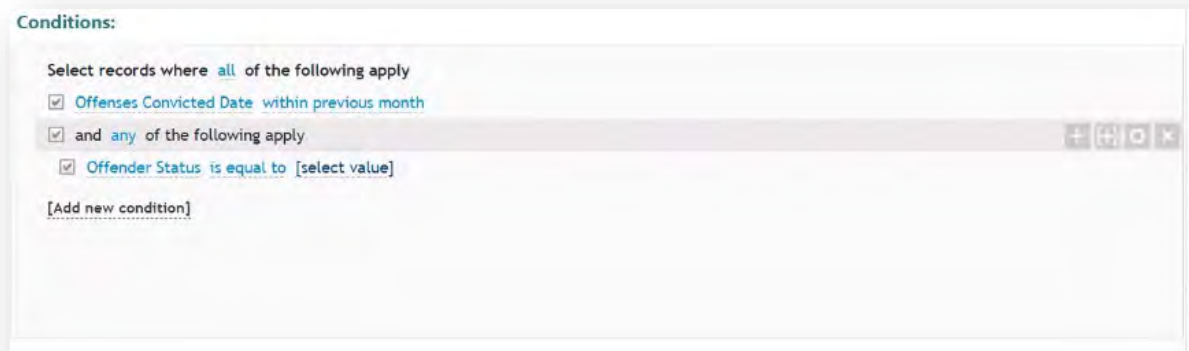 Conditions:
Select records where all of the following apply
Offenses Convicted Date within previous month
and any of the following apply
Offender Status is equal to [select value]
[Add new condition]